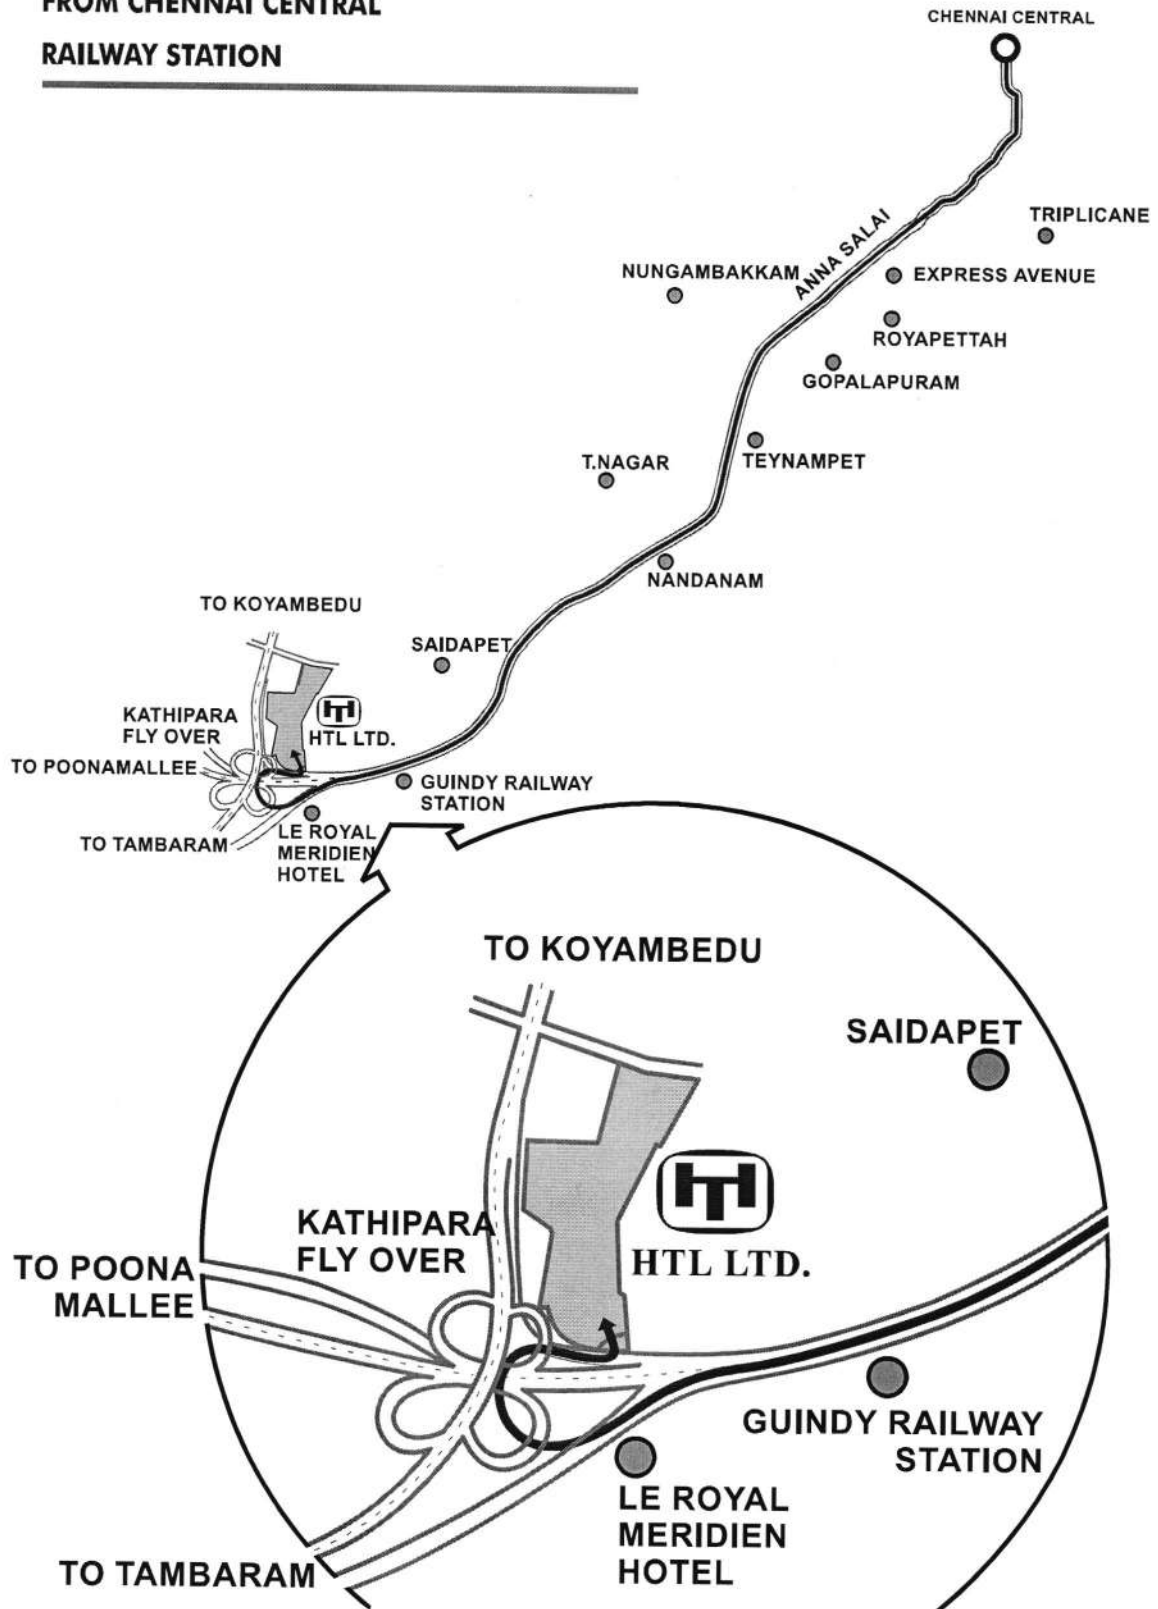 FROM CHENNAI CENTRAL
RAILWAY STATION
CHENNAI CENTRAL
TRIPLICANE
ANNA SALAI
NUNGAMBAKKAM
EXPRESS AVENUE
ROYAPETTAH
GOPALAPURAM
T.NAGAR
TEYNAMPET
NANDANAM
TO KOYAMBEDU
SAIDAPET
KATHIPARA
FLY OVER
HTL LTD.
TO POONAMALLEE
GUINDY RAILWAY
STATION
TO TAMBARAM
LE ROYAL
MERIDIEN
HOTEL
TO KOYAMBEDU
SAIDAPET
KATHIPARA
FLY OVER
HTL LTD.
TO POONA
MALLEE
GUINDY RAILWAY
STATION
LE ROYAL
MERIDIEN
HOTEL
TO TAMBARAM